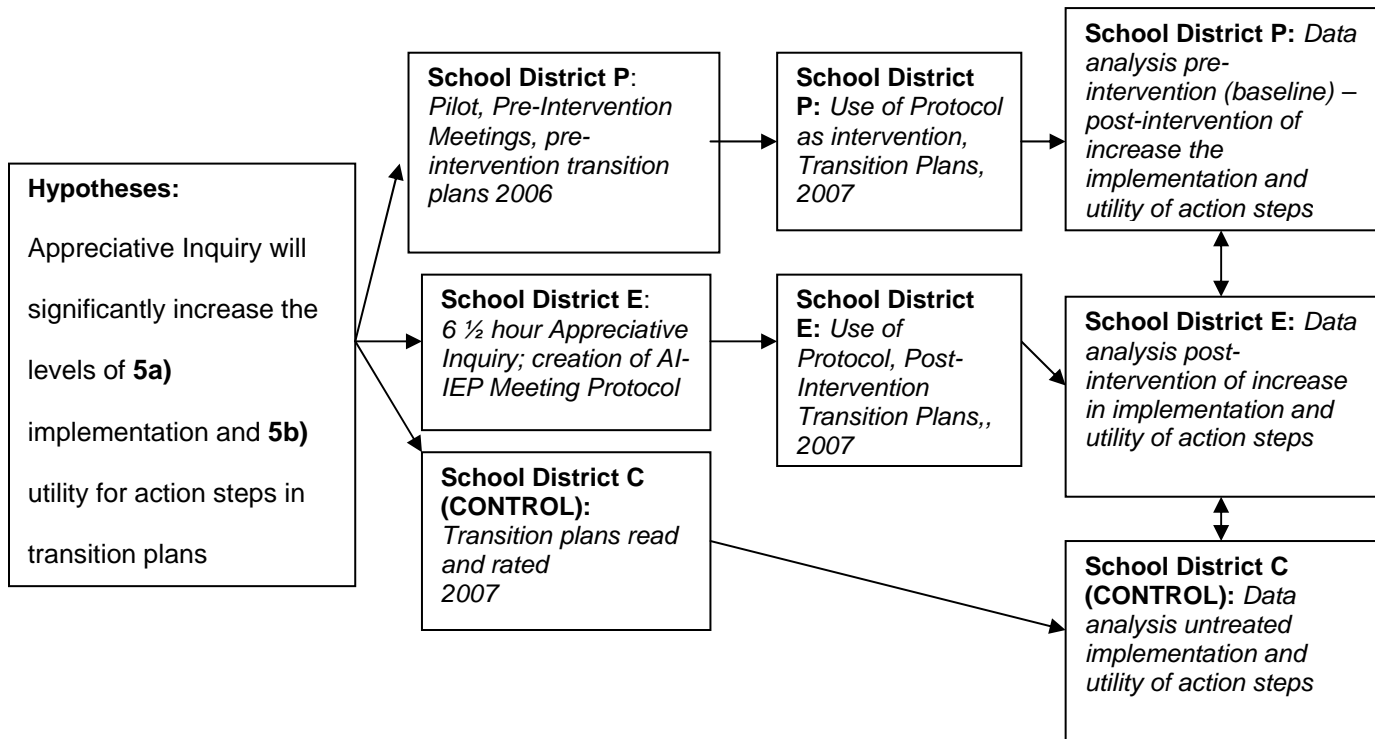 Hypotheses:
Appreciative Inquiry will
significantly increase the
levels of 5a)
implementation and 5b)
utility for action steps in
transition plans
School District P:
Pilot, Pre-Intervention
Meetings, pre-
intervention transition
plans 2006
School District
P: Use of Protocol
as intervention,
Transition Plans,
2007
School District P: Data
analysis pre-
intervention (baseline) –
post-intervention of
increase the
implementation and
utility of action steps
School District E:
6 ½ hour Appreciative
Inquiry; creation of AI-
IEP Meeting Protocol
School District
E: Use of
Protocol, Post-
Intervention
Transition Plans,,
2007
School District E: Data
analysis post-
intervention of increase
in implementation and
utility of action steps
School District C
(CONTROL):
Transition plans read
and rated
2007
School District C
(CONTROL): Data
analysis untreated
implementation and
utility of action steps